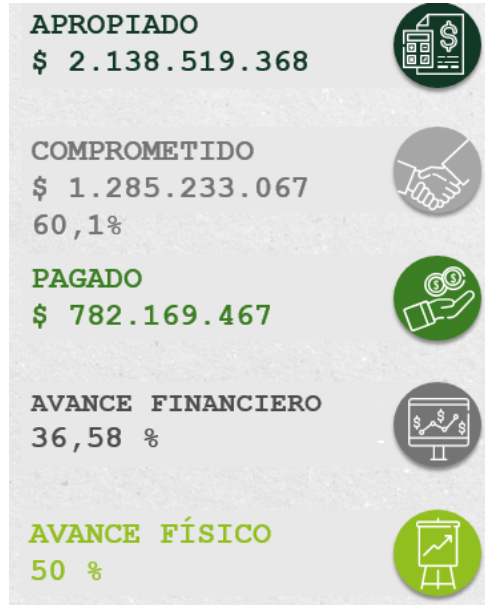 APROPIADO
$ 2.138.519.368
COMPROMETIDO
$ 1.285.233.067
60,1%
PAGADO
$ 782.169.467
AVANCE FINANCIERO
36,58 %
AVANCE FÍSICO
50 %